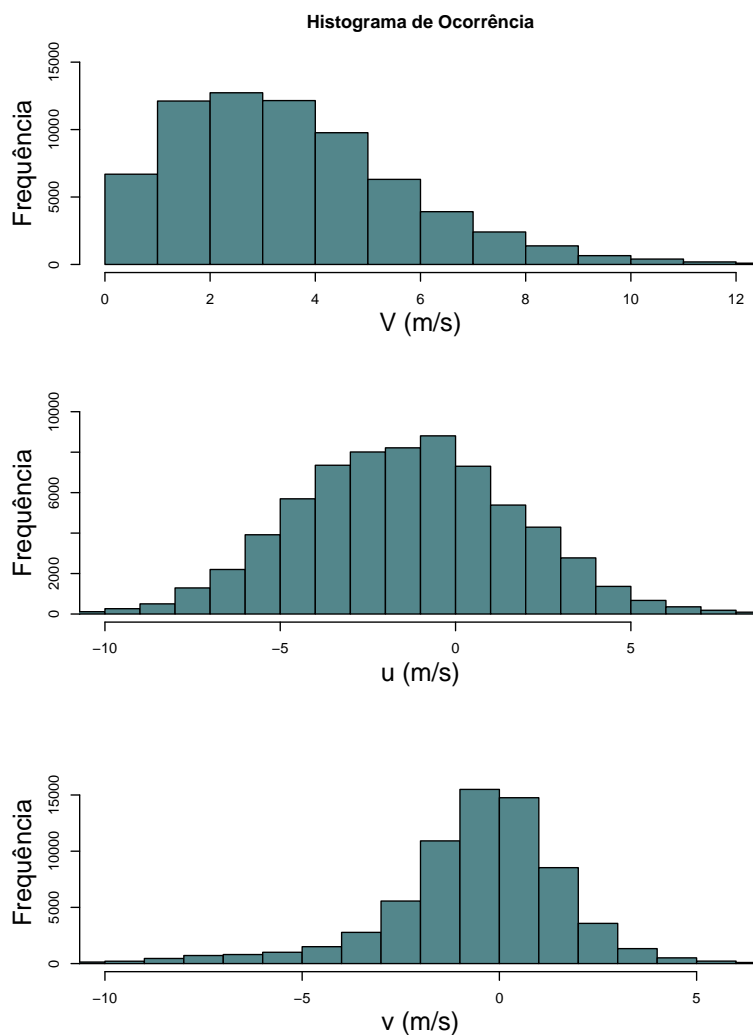 Histograma de Ocorrência
Frequência
0 5000 10000 15000
0 2 4 6 8 10 12
V (m/s)
Frequência
0 2000 6000 10000
−10 −5 0 5
u (m/s)
Frequência
0 5000 10000 15000
−10 −5 0 5
v (m/s)